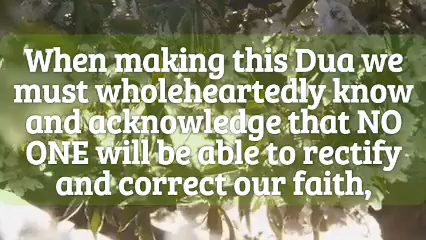 When making this Dua we
must wholeheartedly know
and acknowledge that NO
ONE will be able to rectify
and correct our faith,